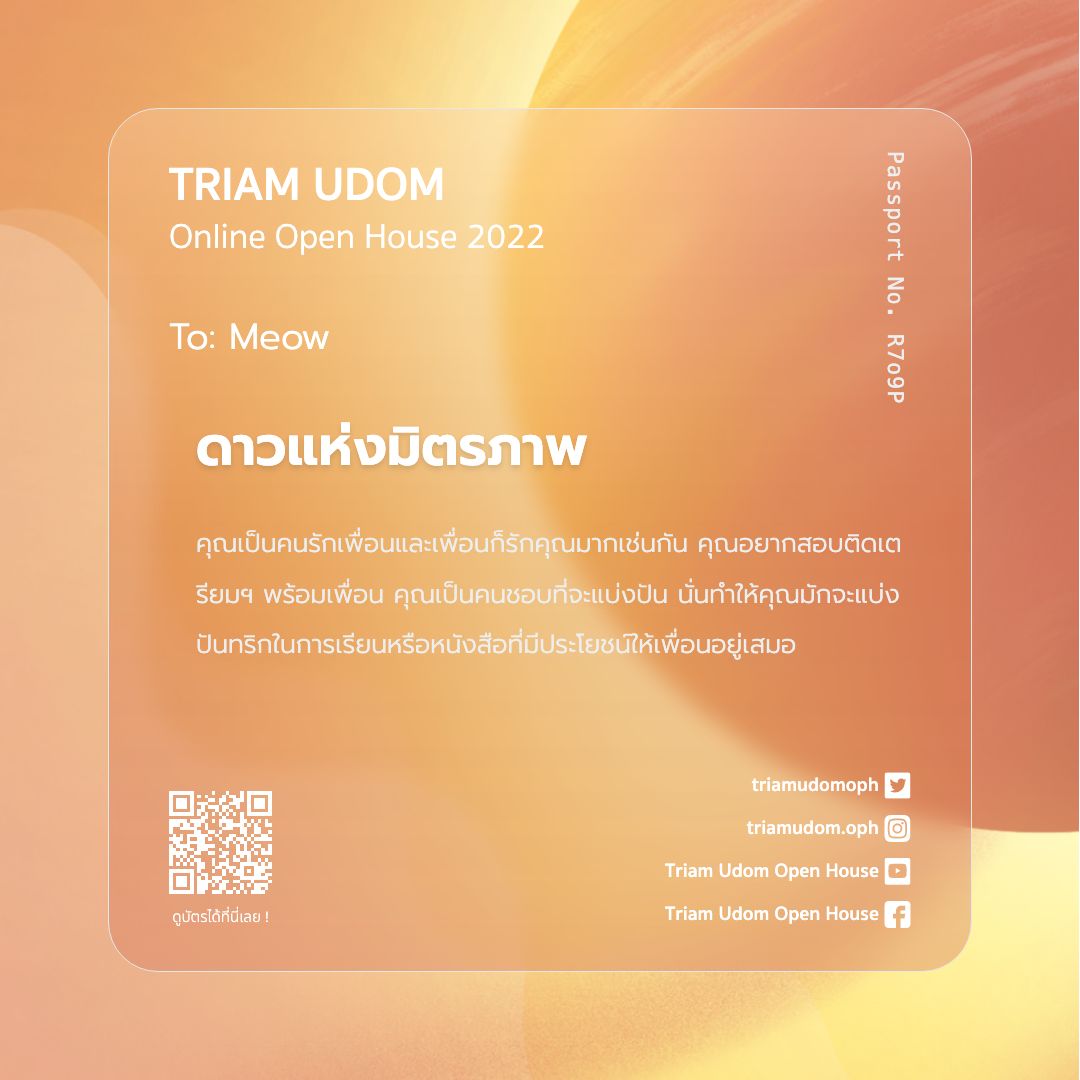 TRIAM UDOM
Online Open House 2022
Passport No. R7o9P
To: Meow
ดาวแห่งมิตรภาพ
คุณเป็นคนรักเพื่อนและเพื่อนก็รักคุณมากเช่นกัน คุณอยากสอบติดเต
รียมฯ พร้อมเพื่อน คุณเป็นคนชอบที่จะแบ่งปัน นั่นทำให้คุณมักจะแบ่ง
ปันทริกในการเรียนหรือหนังสือที่มีประโยชน์ให้เพื่อนอยู่เสมอ
triamudomoph
triamudom.oph
Triam Udom Open House
Triam Udom Open House
ดูบัตรได้ที่นี่เลย !